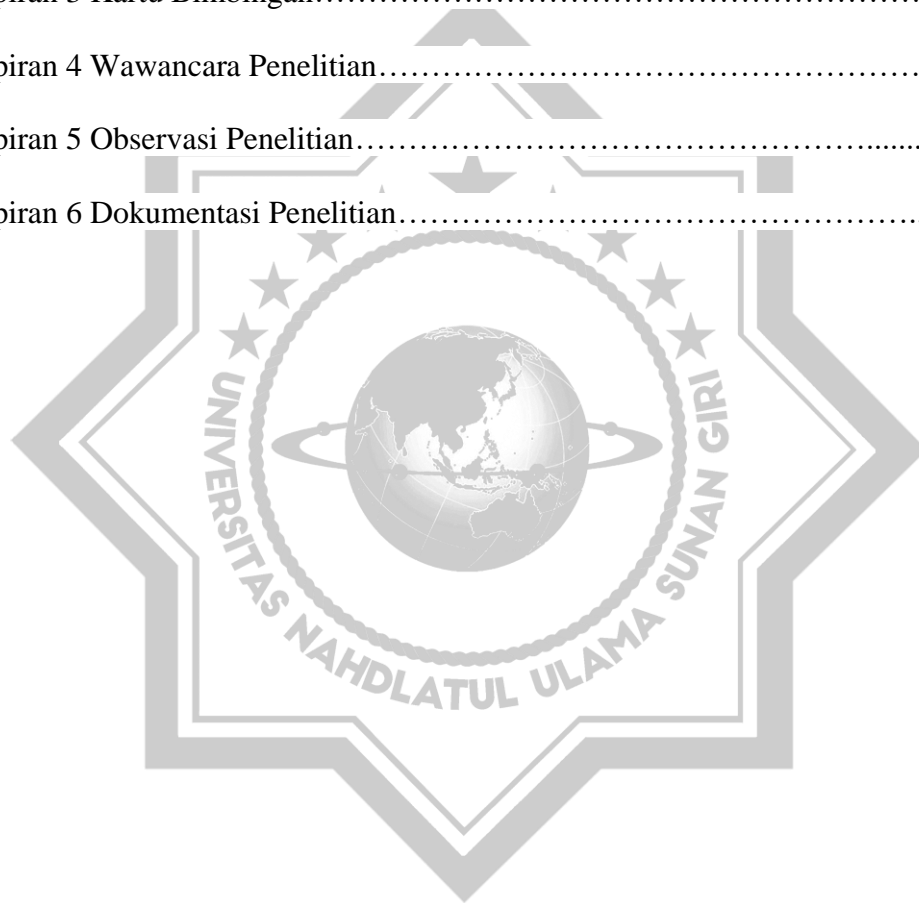 piran 4 Wawancara Penelitian……………………………………………
piran 5 Observasi Penelitian…………………………………………….......
piran 6 Dokumentasi Penelitian……………………………………………..
UNIVERSITAS NAHDLATUL ULAMA SUNAN GIRI